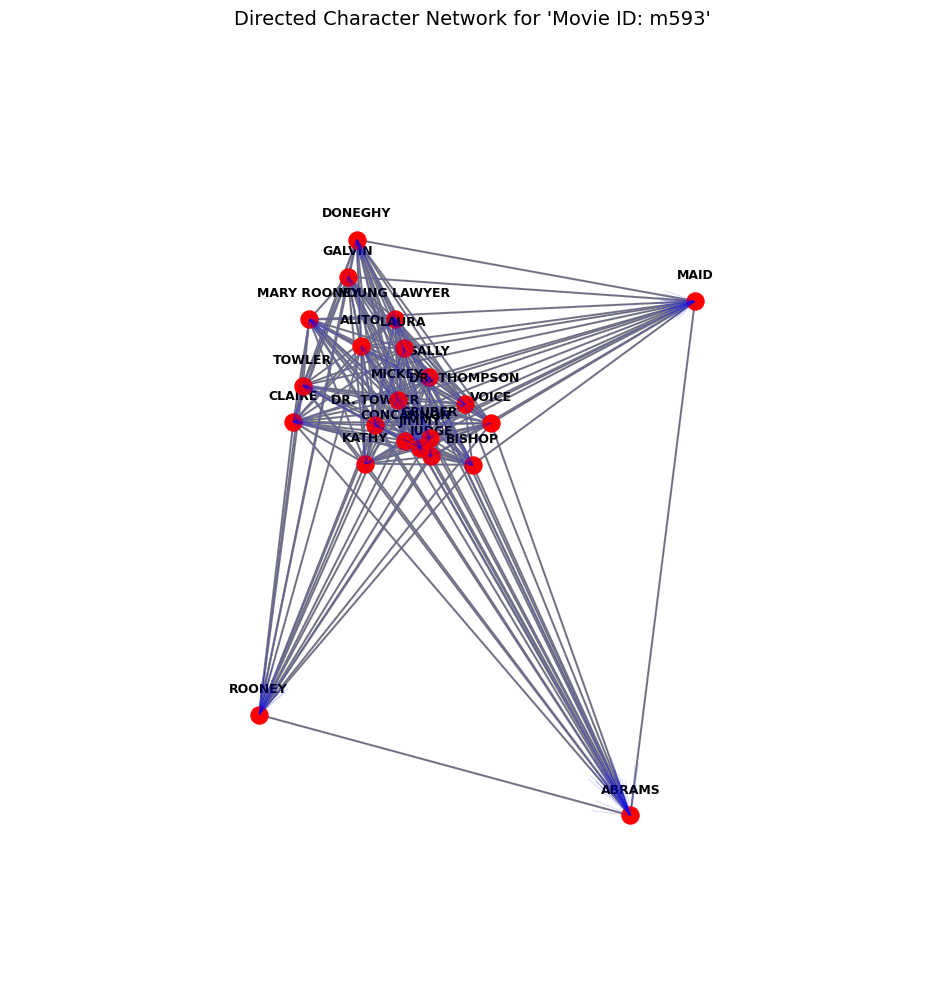 Directed Character Network for 'Movie ID: m593'
DONEGHY
GALVIN
MAID
MARY ROONEY
YOUNG LAWYER
ALITO
LAURA
SALLY
TOWLER
MICKEY
DR. THOMPSON
CLAIRE
VOICE
DR. TOWLER
GRUBER
CONCANNON
JIMMY
JUDGE
KATHY
BISHOP
ROONEY
ABRAMS